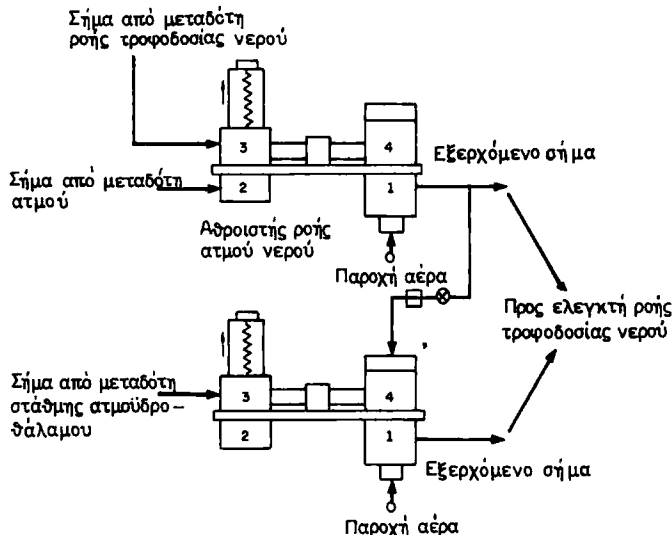 Σήμα από μεταδότη
ροής τροφοδοσίας νερού
3
4
Εξερχόμενο σήμα
Σήμα από μεταδότη
ατμού
2
1
Αθροιστής ροής
ατμού νερού
Παροχή αέρα
Προς ελεγκτή ροής
τροφοδοσίας νερού
Σήμα από μεταδότη
στάθμης ατμοϋδρο-
θάλαμου
3
4
2
1
Εξερχόμενο σήμα
Παροχή αέρα